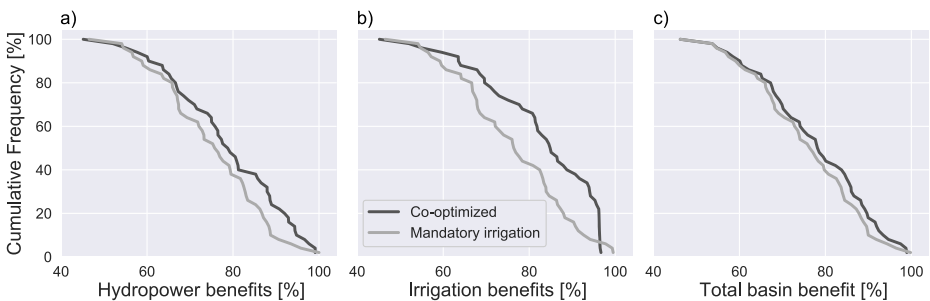 a)
b)
c)
Cumulative Frequency [%]
100
80
60
40
20
0
40 60 80 100
40 60 80 100
40 60 80 100
Co-optimized
Mandatory irrigation
Hydropower benefits [%]
Irrigation benefits [%]
Total basin benefit [%]